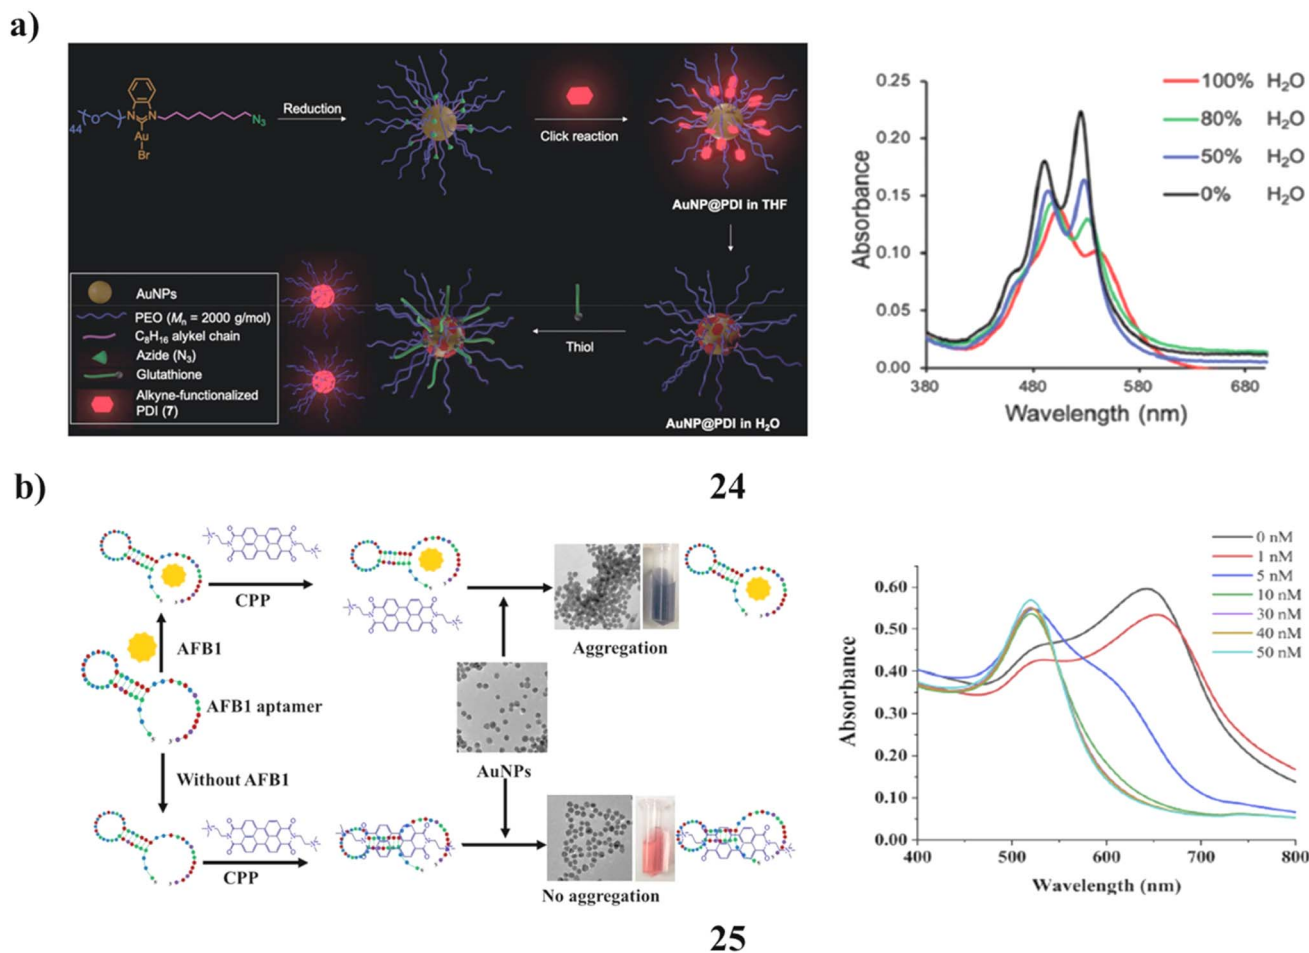 a)
44
O
N
N
N₃
Au
Br
Reduction
Click reaction
AuNP@PDI in THF
AuNPs
PEO (Mn = 2000 g/mol)
C₈H₁₆ alykel chain
Azide (N₃)
Glutathione
Alkyne-functionalized
PDI (7)
Thiol
AuNP@PDI in H₂O
0.25
0.20
0.15
0.10
0.05
0.00
Absorbance
380 480 580 680
Wavelength (nm)
100% H₂O
80% H₂O
50% H₂O
0% H₂O
24
b)
CPP
AFB1
AFB1 aptamer
Without AFB1
CPP
Aggregation
AuNPs
No aggregation
0.60
0.50
0.40
0.30
0.20
0.10
0.00
Absorbance
400 500 600 700 800
Wavelength (nm)
0 nM
1 nM
5 nM
10 nM
30 nM
40 nM
50 nM
25